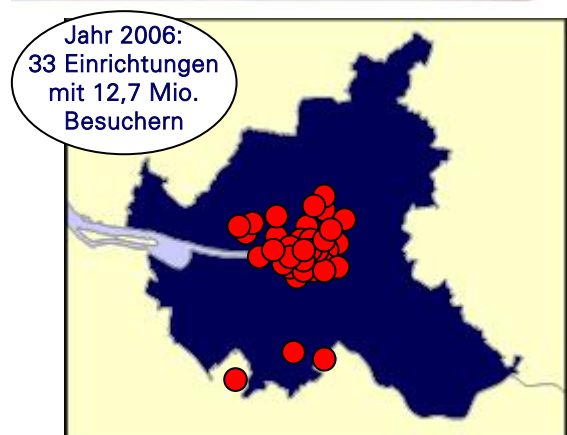 Jahr 2006:
33 Einrichtungen
mit 12,7 Mio.
Besuchern